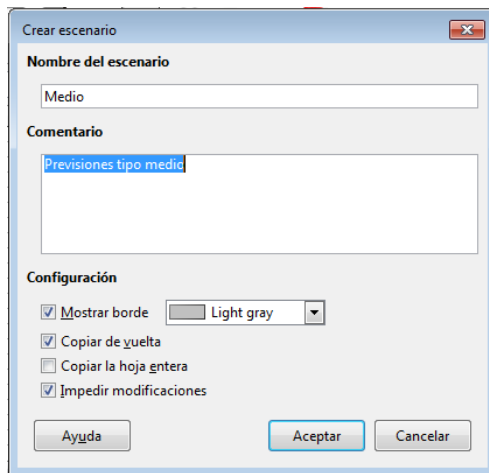 Crear escenario
Nombre del escenario
Medio
Comentario
Previsiones tipo medio
Configuración
Mostrar borde Light gray
Copiar de vuelta
Copiar la hoja entera
Impedir modificaciones
Ayuda Aceptar Cancelar